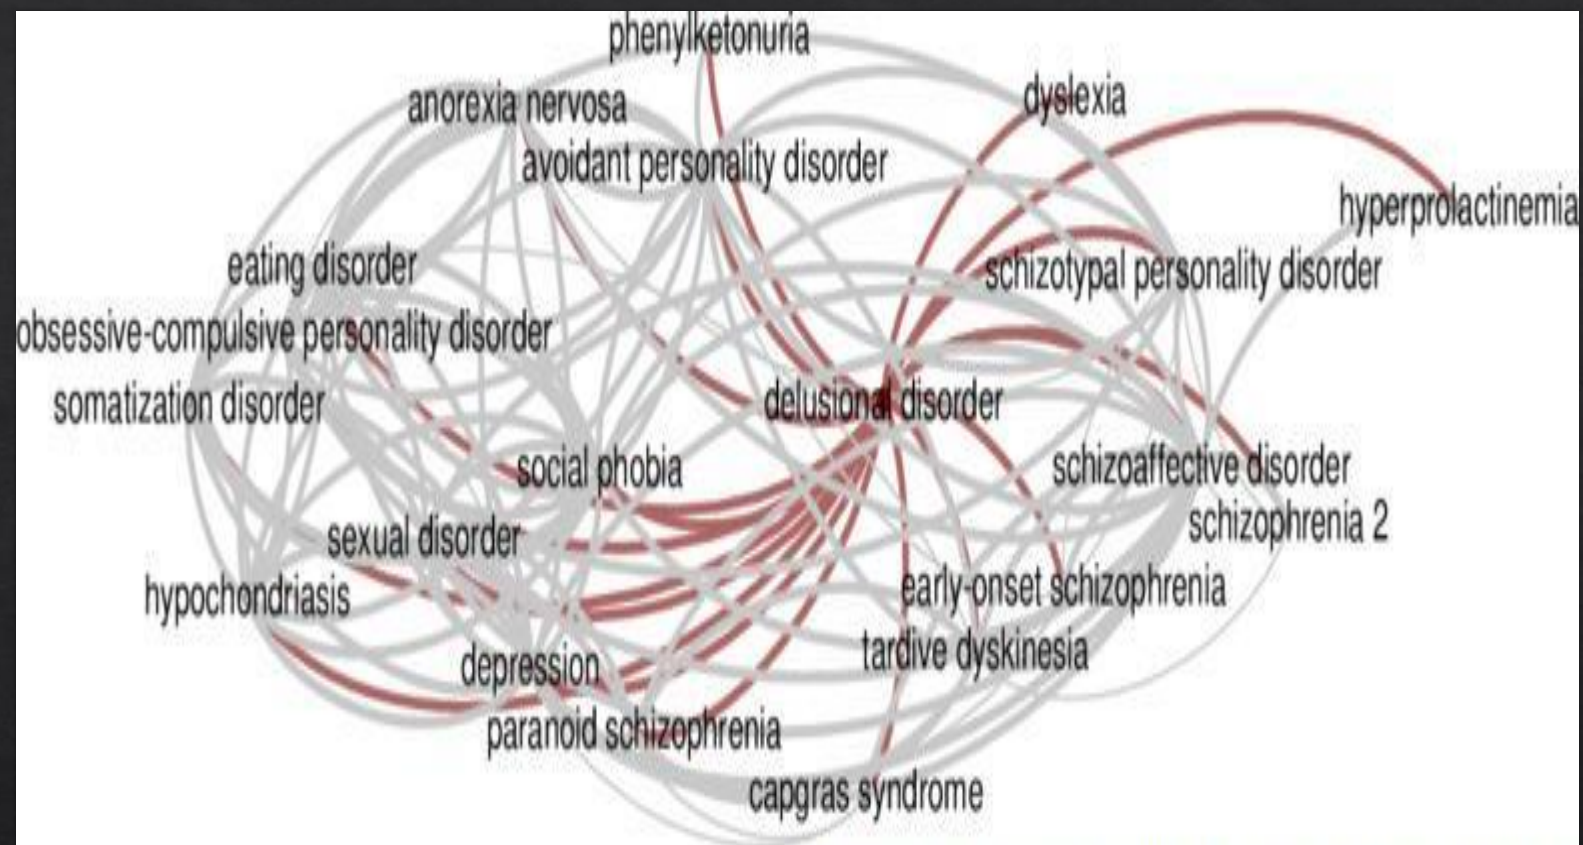 phenylketonuria
dyslexia
anorexia nervosa
avoidant personality disorder
hyperprolactinemia
eating disorder
schizotypal personality disorder
obsessive-compulsive personality disorder
somatization disorder
delusional disorder
social phobia
schizoaffective disorder
schizophrenia 2
sexual disorder
hypochondriasis
early-onset schizophrenia
tardive dyskinesia
depression
paranoid schizophrenia
capgras syndrome